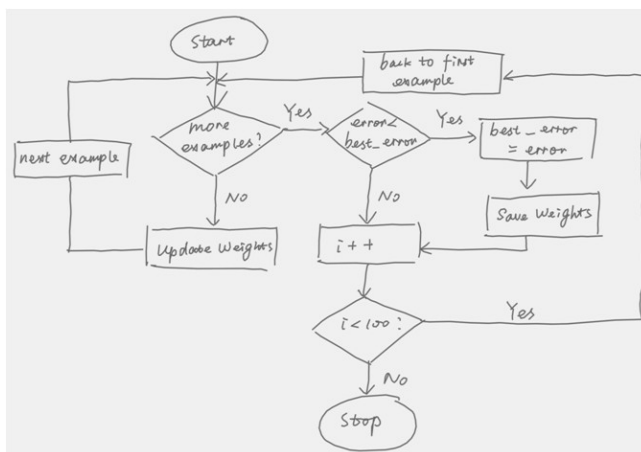 Start
back to first
example
more
examples?
Yes
error<
best_error
Yes
best_error
= error
next example
No
No
Save Weights
Update Weights
i++
i<100?
Yes
No
Stop